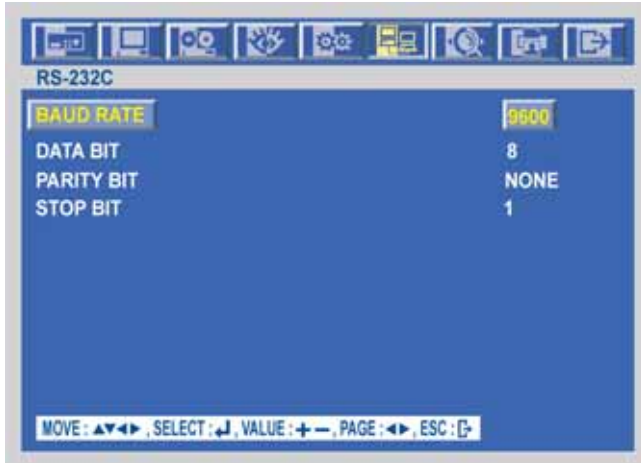 RS-232C
BAUD RATE 9600
DATA BIT 8
PARITY BIT NONE
STOP BIT 1
MOVE : ▲▼◄► , SELECT : ↲ , VALUE : + − , PAGE : ◄► , ESC :